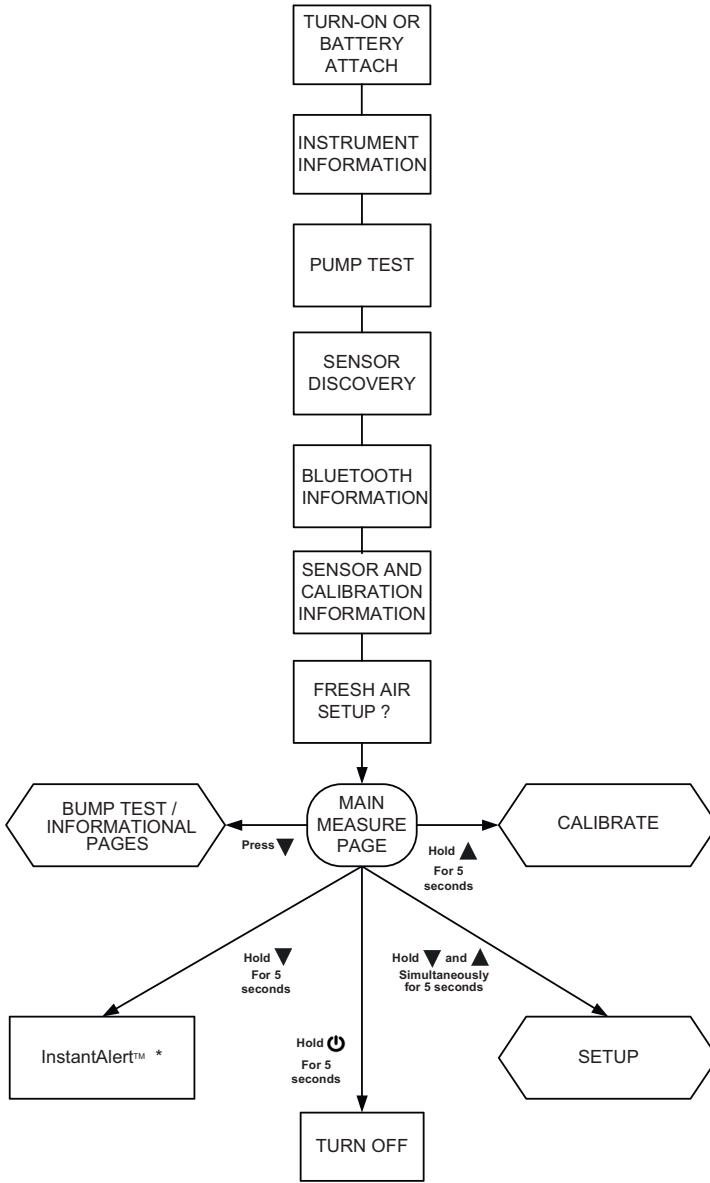 TURN-ON OR
BATTERY
ATTACH
INSTRUMENT
INFORMATION
PUMP TEST
SENSOR
DISCOVERY
BLUETOOTH
INFORMATION
SENSOR AND
CALIBRATION
INFORMATION
FRESH AIR
SETUP ?
BUMP TEST /
INFORMATIONAL
PAGES
Press ▼
MAIN
MEASURE
PAGE
Hold ▲
For 5
seconds
CALIBRATE
Hold ▼
For 5
seconds
Hold ▼ and ▲
Simultaneously
for 5 seconds
Hold ⏻
For 5
seconds
InstantAlert™ *
SETUP
TURN OFF